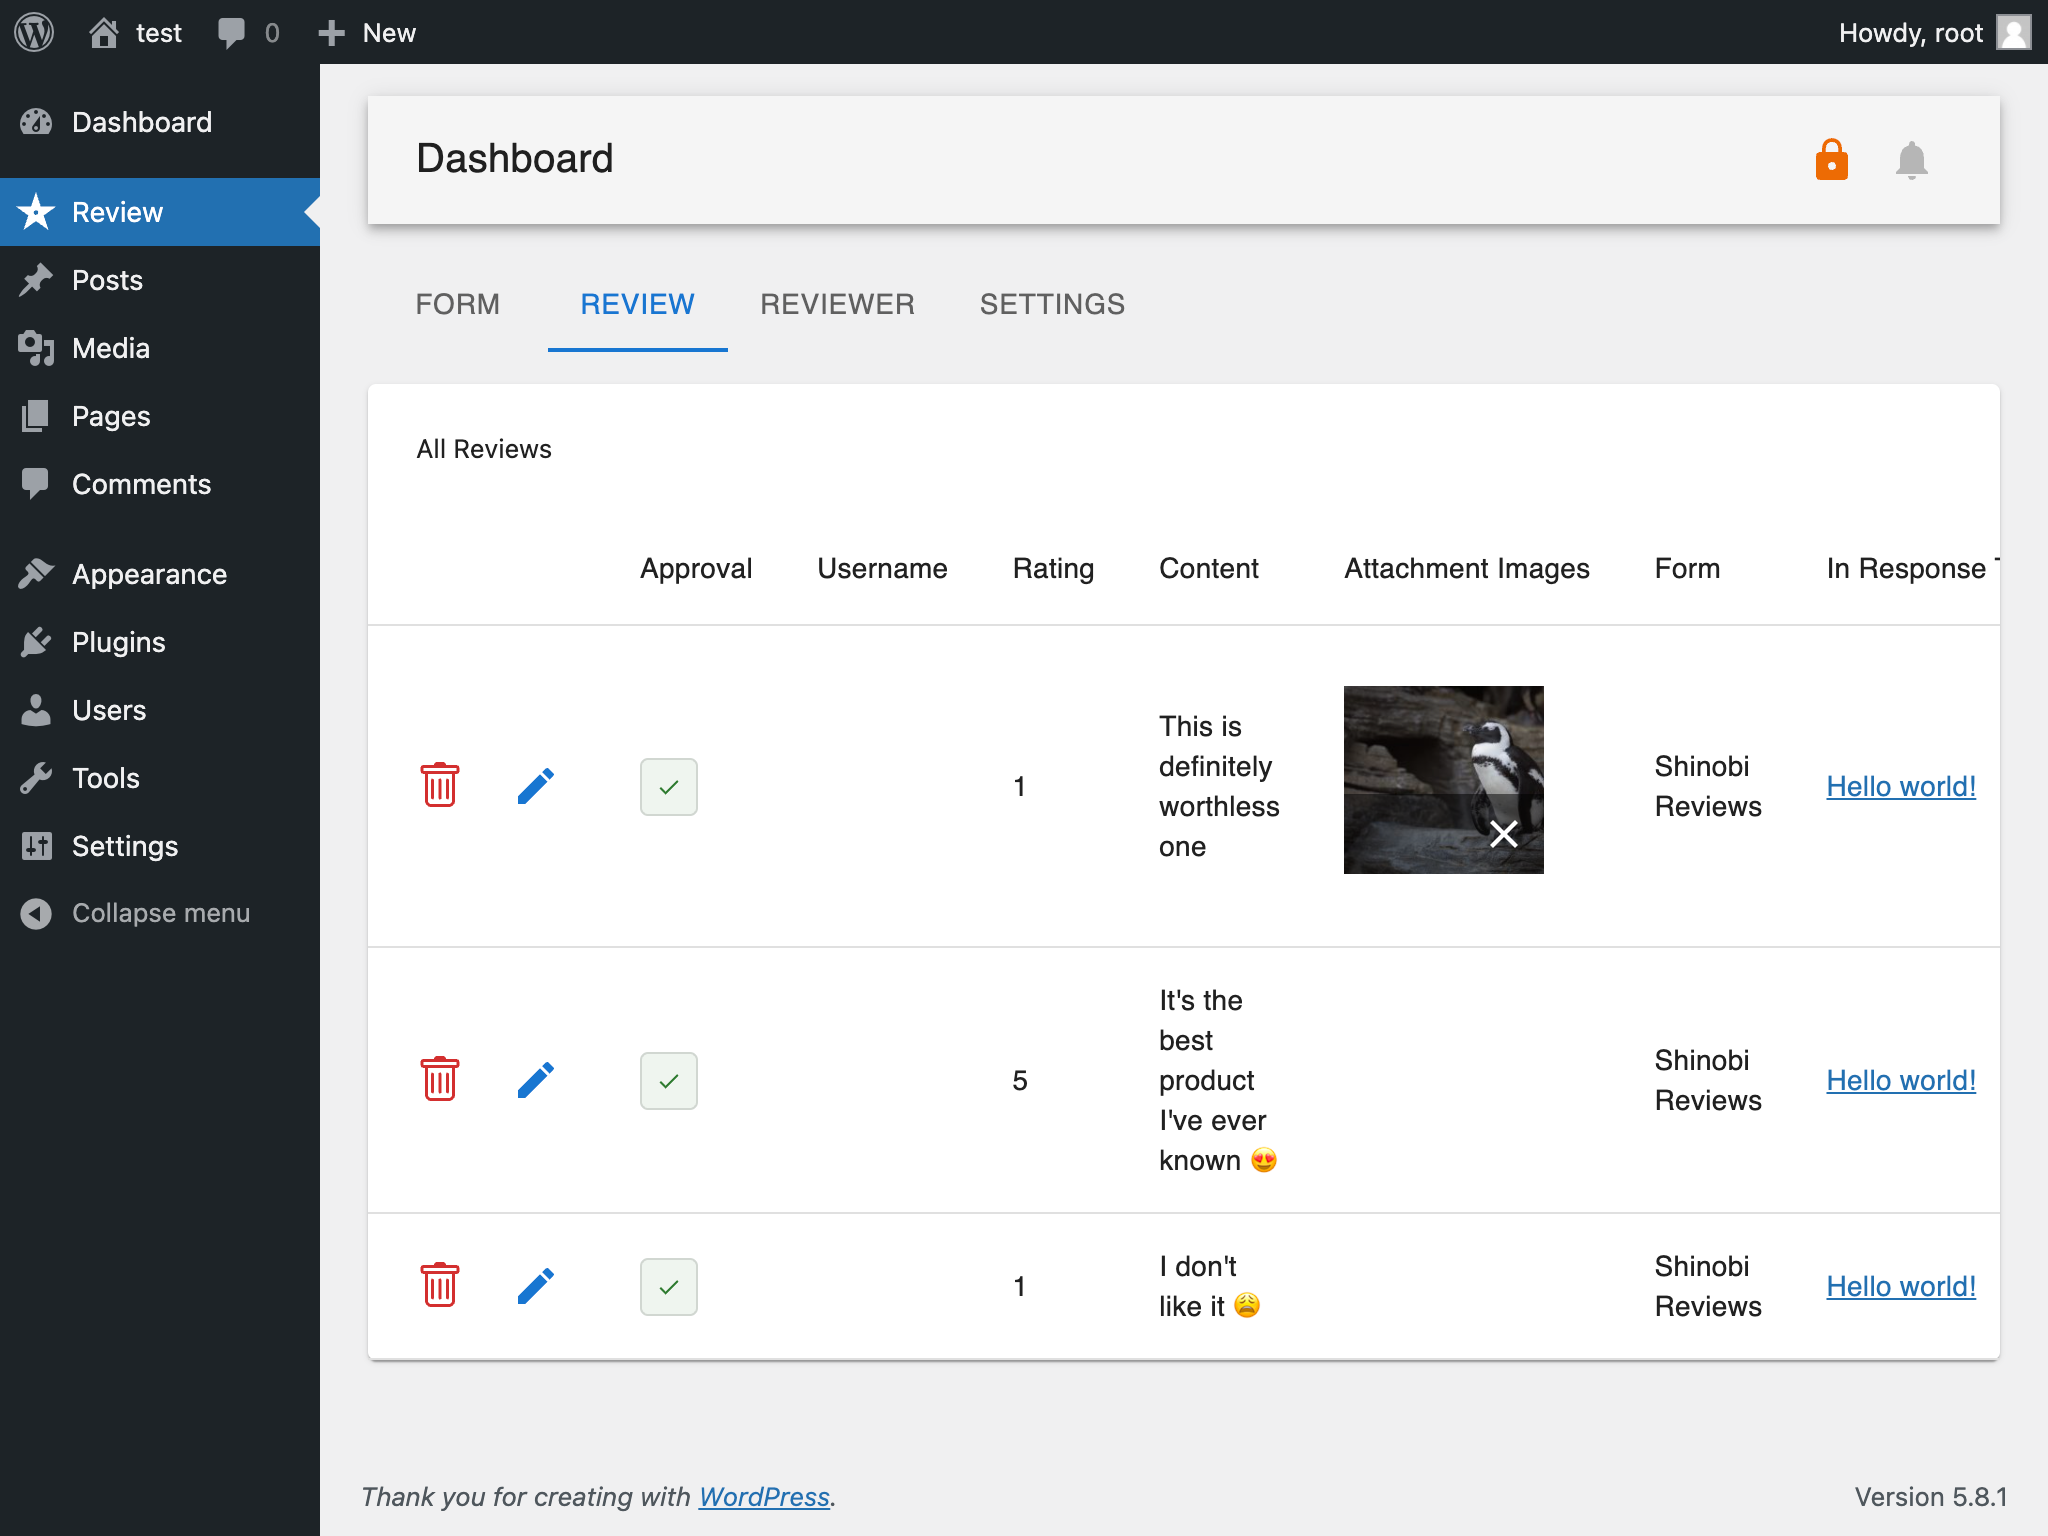 test 0 New Howdy, root
Dashboard
Review
Posts
Media
Pages
Comments
Appearance
Plugins
Users
Tools
Settings
Collapse menu
Dashboard
FORM REVIEW REVIEWER SETTINGS
All Reviews
Approval Username Rating Content Attachment Images Form In Response
1
This is
definitely
worthless
one
Shinobi
Reviews
Hello world!
5
It's the
best
product
I've ever
known 😍
Shinobi
Reviews
Hello world!
1
I don't
like it 😩
Shinobi
Reviews
Hello world!
Thank you for creating with WordPress.
Version 5.8.1